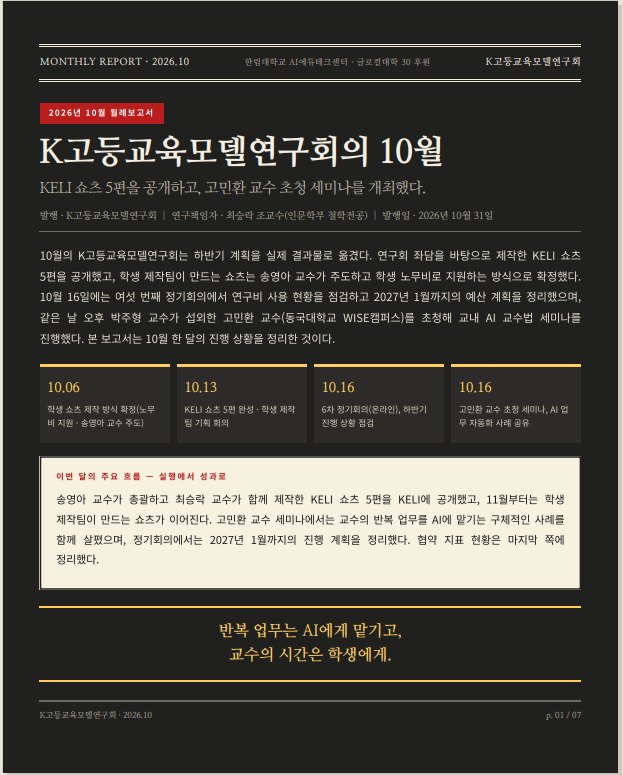 MONTHLY REPORT · 2026.10
한림대학교 AI에듀테크센터 · 글로컬대학 30 후원
K고등교육모델연구회
2026년 10월 월례보고서
K고등교육모델연구회의 10월
KELI 쇼츠 5편을 공개하고, 고민환 교수 초청 세미나를 개최했다.
발행 · K고등교육모델연구회 | 연구책임자 · 최승락 조교수(인문학부 철학전공) | 발행일 · 2026년 10월 31일
10월의 K고등교육모델연구회는 하반기 계획을 실제 결과물로 옮겼다. 연구회 좌담을 바탕으로 제작한 KELI 쇼츠
5편을 공개했고, 학생 제작팀이 만드는 쇼츠는 송영아 교수가 주도하고 학생 노무비로 지원하는 방식으로 확정했다.
10월 16일에는 여섯 번째 정기회의에서 연구비 사용 현황을 점검하고 2027년 1월까지의 예산 계획을 정리했으며,
같은 날 오후 박주형 교수가 섭외한 고민환 교수(동국대학교 WISE캠퍼스)를 초청해 교내 AI 교수법 세미나를
진행했다. 본 보고서는 10월 한 달의 진행 상황을 정리한 것이다.
10.06
학생 쇼츠 제작 방식 확정(노무
비 지원 · 송영아 교수 주도)
10.13
KELI 쇼츠 5편 완성 · 학생 제작
팀 기획 회의
10.16
6차 정기회의(온라인), 하반기
진행 상황 점검
10.16
고민환 교수 초청 세미나, AI 업
무 자동화 사례 공유
이번 달의 주요 흐름 — 실행에서 성과로
송영아 교수가 총괄하고 최승락 교수가 함께 제작한 KELI 쇼츠 5편을 KELI에 공개했고, 11월부터는 학생
제작팀이 만드는 쇼츠가 이어진다. 고민환 교수 세미나에서는 교수의 반복 업무를 AI에 맡기는 구체적인 사례를
함께 살폈으며, 정기회의에서는 2027년 1월까지의 진행 계획을 정리했다. 협약 지표 현황은 마지막 쪽에
정리했다.
반복 업무는 AI에게 맡기고,
교수의 시간은 학생에게.
K고등교육모델연구회 · 2026.10
p. 01 / 07